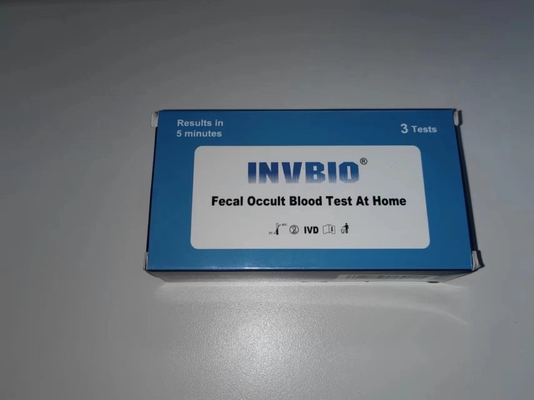 Results in
5 minutes
3 Tests
INVBIO®
Fecal Occult Blood Test At Home
IVD